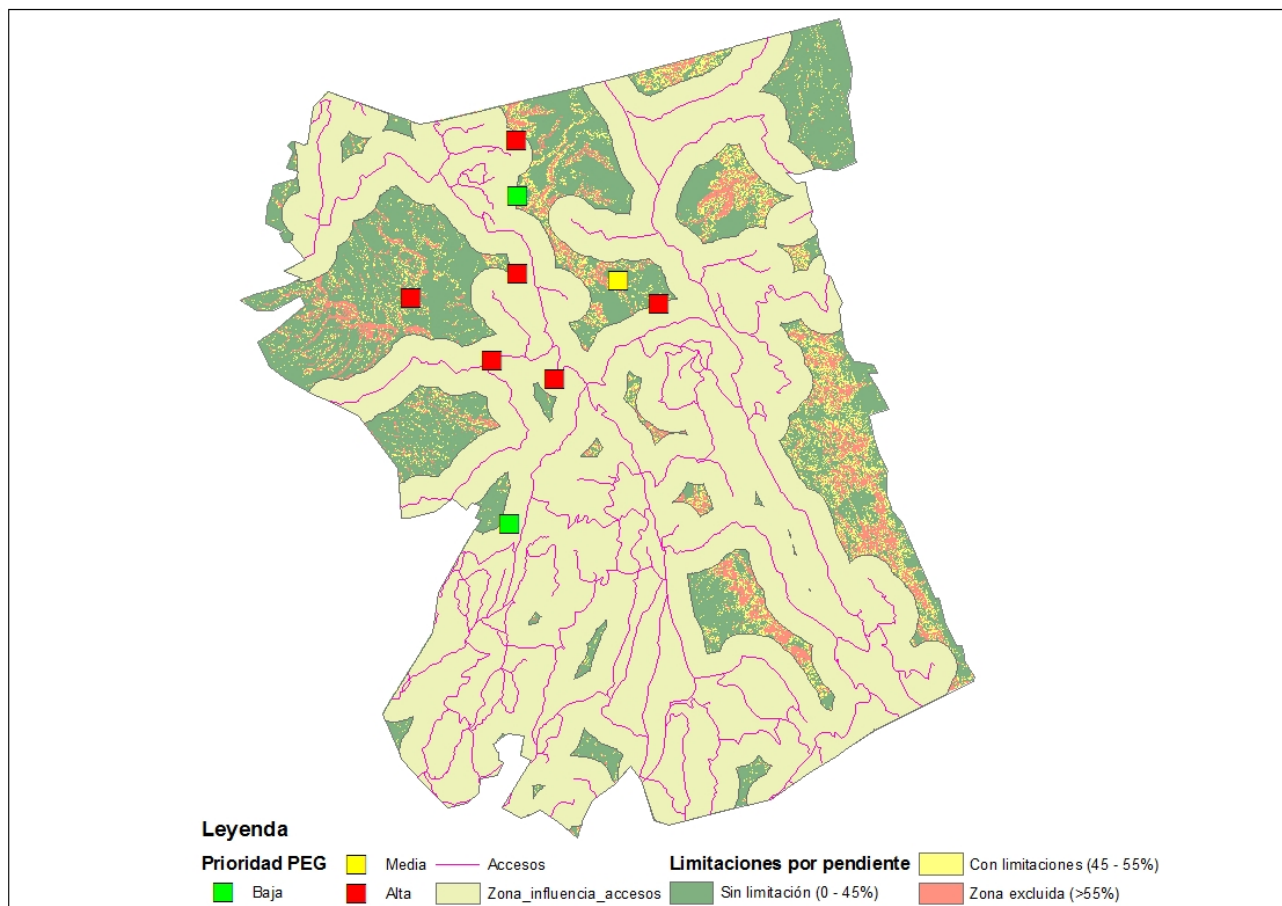 Leyenda
Prioridad PEG
Baja
Media
Alta
Accesos
Zona_influencia_accesos
Limitaciones por pendiente
Sin limitación (0 - 45%)
Con limitaciones (45 - 55%)
Zona excluida (>55%)